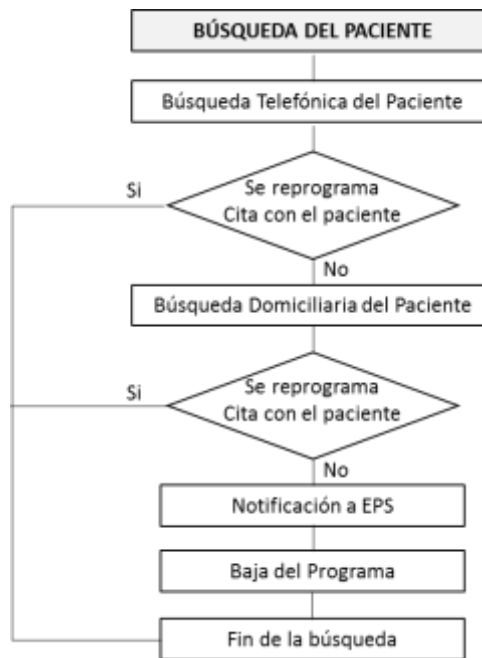 BÚSQUEDA DEL PACIENTE
Búsqueda Telefónica del Paciente
Si
Se reprograma
Cita con el paciente
No
Búsqueda Domiciliaria del Paciente
Si
Se reprograma
Cita con el paciente
No
Notificación a EPS
Baja del Programa
Fin de la búsqueda